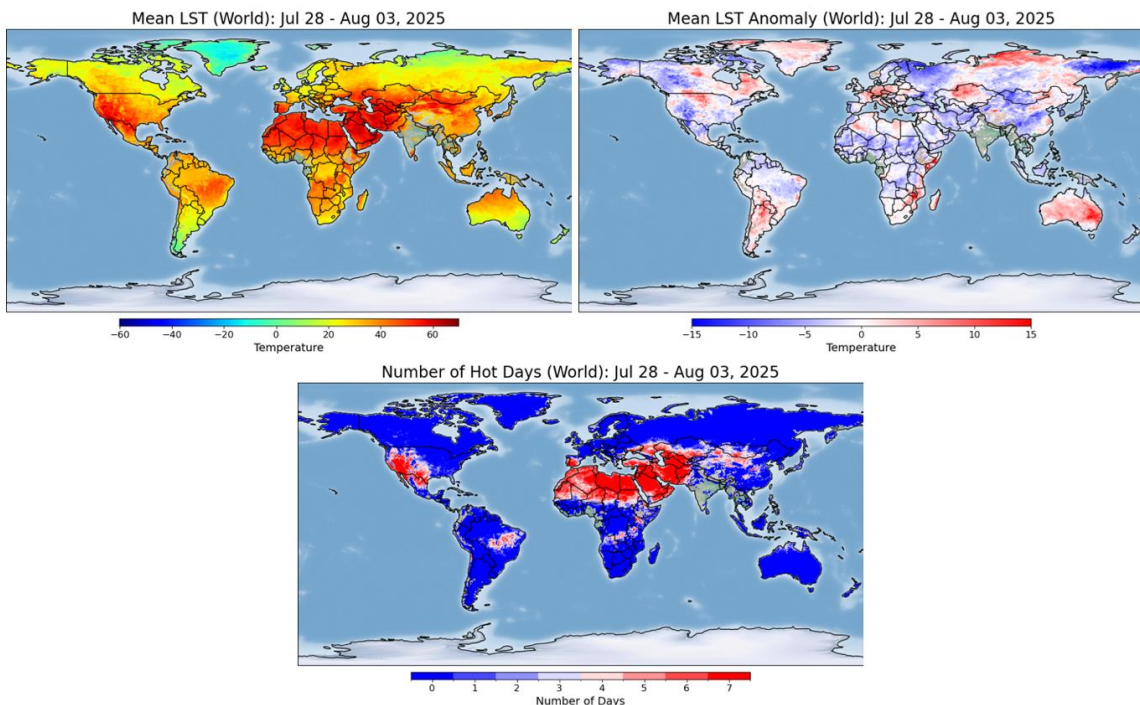 Mean LST (World): Jul 28 - Aug 03, 2025
−60 −40 −20 0 20 40 60
Temperature
Mean LST Anomaly (World): Jul 28 - Aug 03, 2025
−15 −10 −5 0 5 10 15
Temperature
Number of Hot Days (World): Jul 28 - Aug 03, 2025
0 1 2 3 4 5 6 7
Number of Days